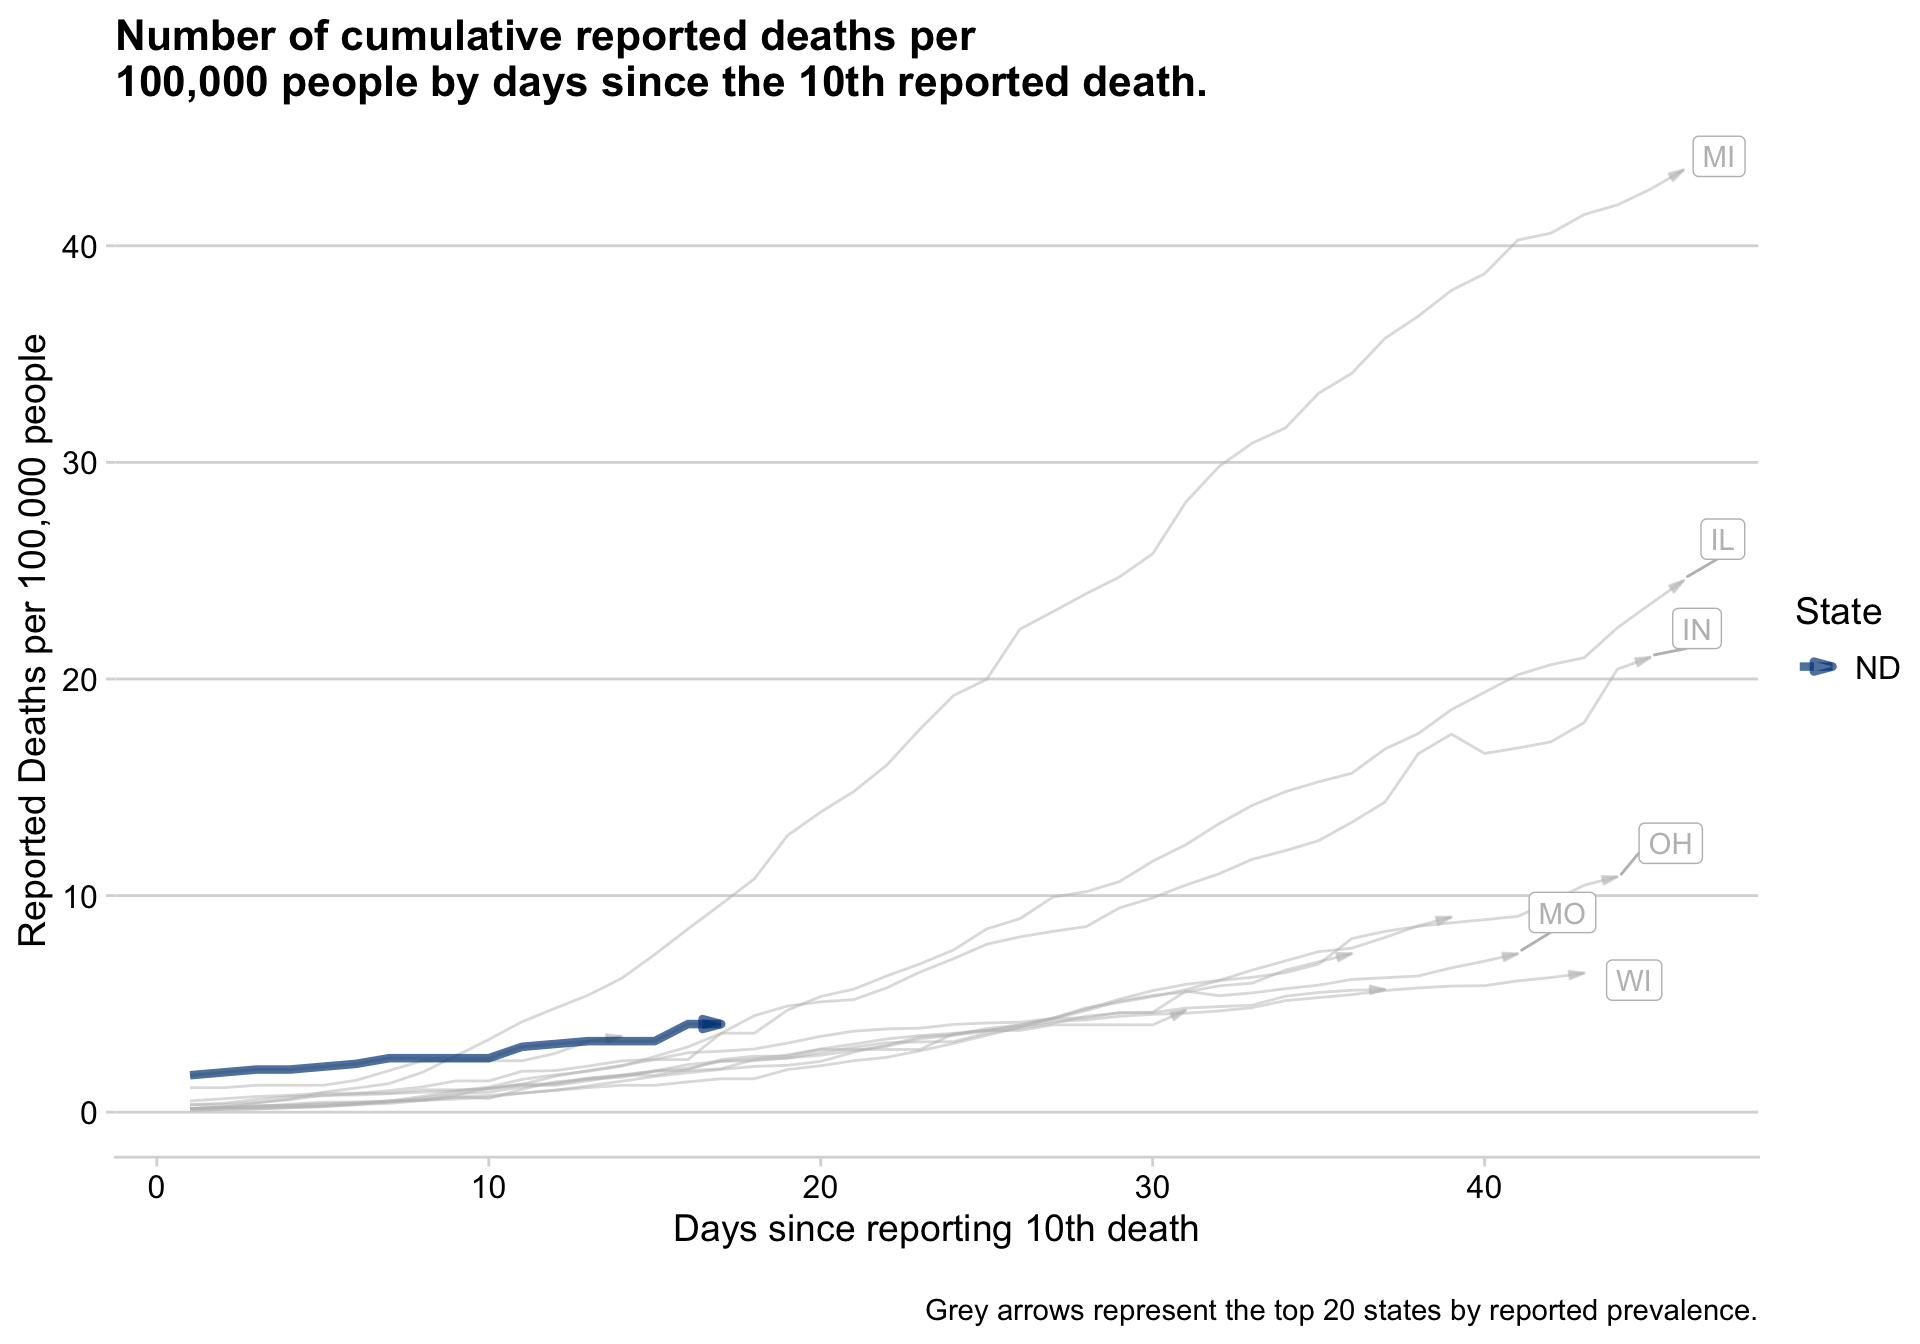 Number of cumulative reported deaths per
100,000 people by days since the 10th reported death.
Reported Deaths per 100,000 people
40
30
20
10
0
MI
IL
IN
OH
MO
WI
State
ND
0 10 20 30 40
Days since reporting 10th death
Grey arrows represent the top 20 states by reported prevalence.